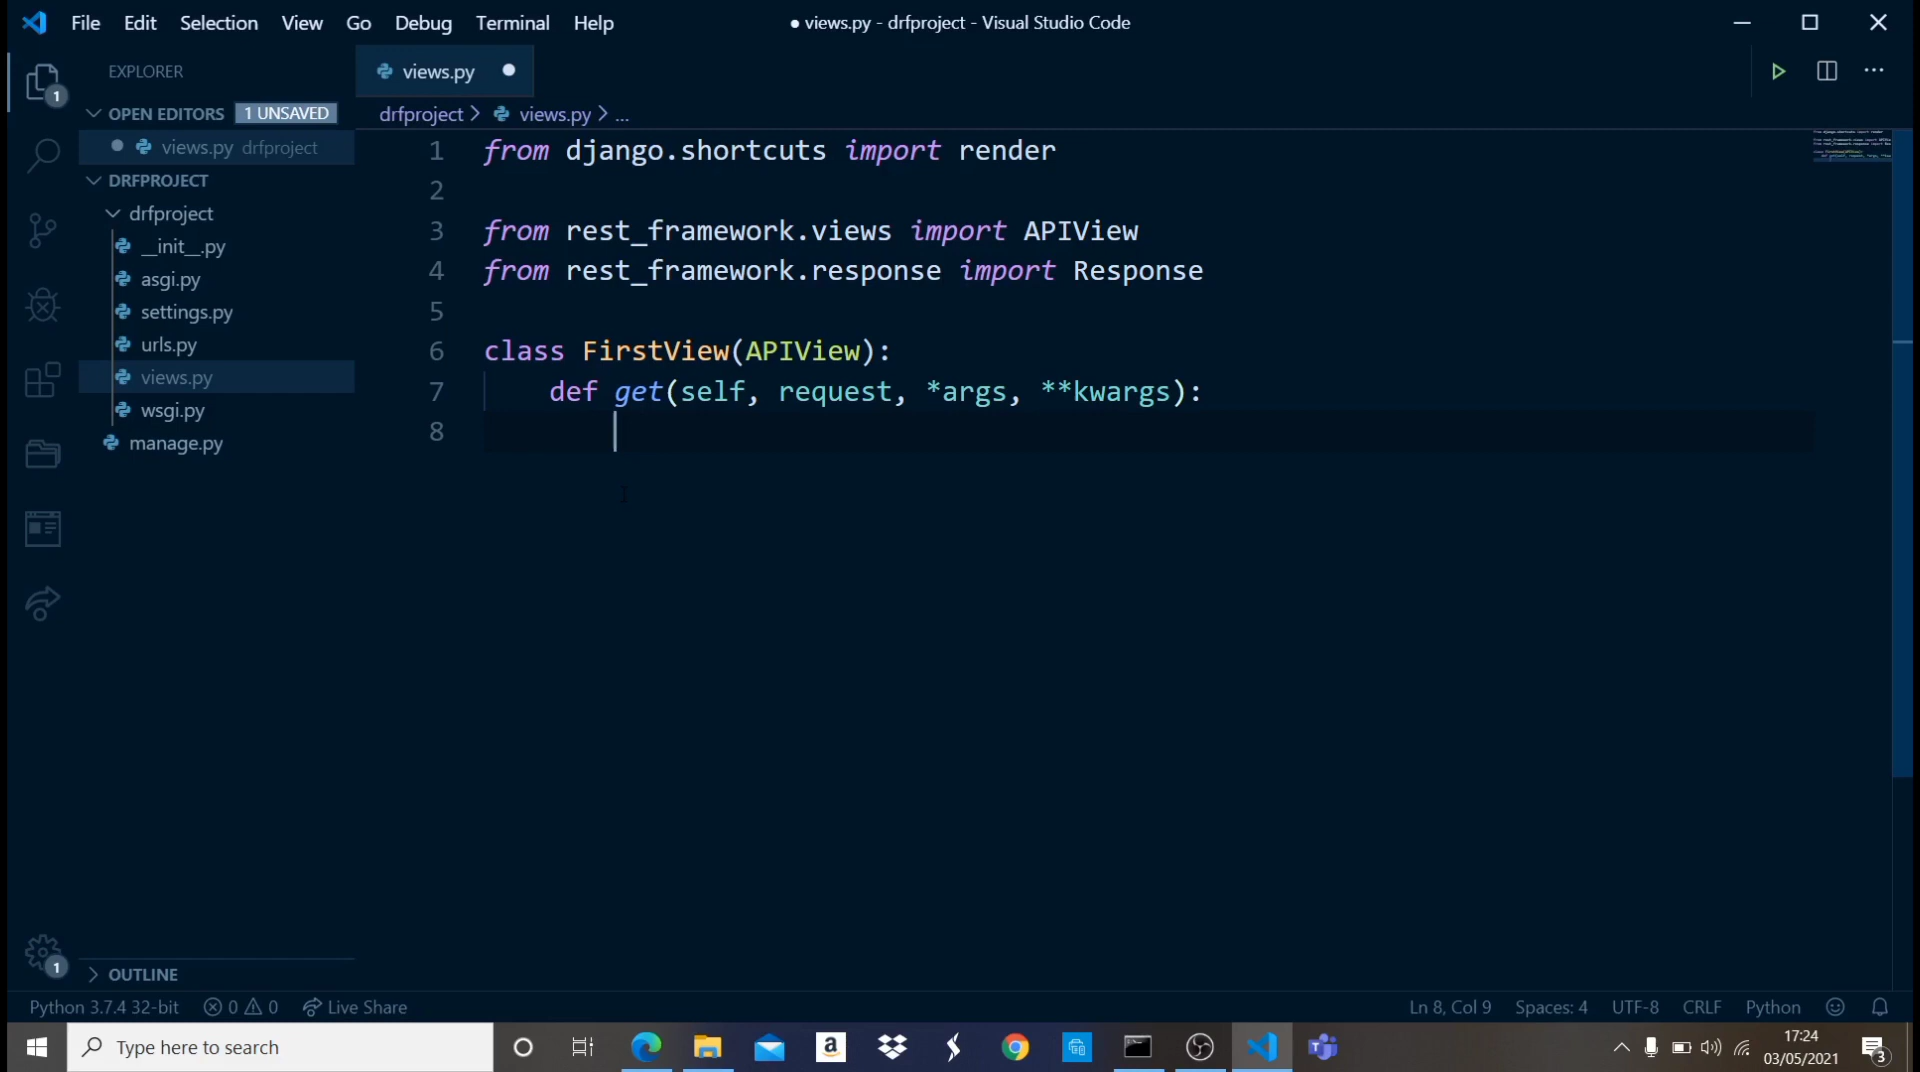 File Edit Selection View Go Debug Terminal Help ● views.py - drfproject - Visual Studio Code
EXPLORER
views.py
OPEN EDITORS 1 UNSAVED
drfproject > views.py > ...
views.py drfproject
DRFPROJECT
drfproject
__init__.py
asgi.py
settings.py
urls.py
views.py
wsgi.py
manage.py
1 from django.shortcuts import render
2
3 from rest_framework.views import APIView
4 from rest_framework.response import Response
5
6 class FirstView(APIView):
7 def get(self, request, *args, **kwargs):
8
1
1
OUTLINE
Python 3.7.4 32-bit 0 0 Live Share Ln 8, Col 9 Spaces: 4 UTF-8 CRLF Python
Type here to search
a
17:24
03/05/2021
3